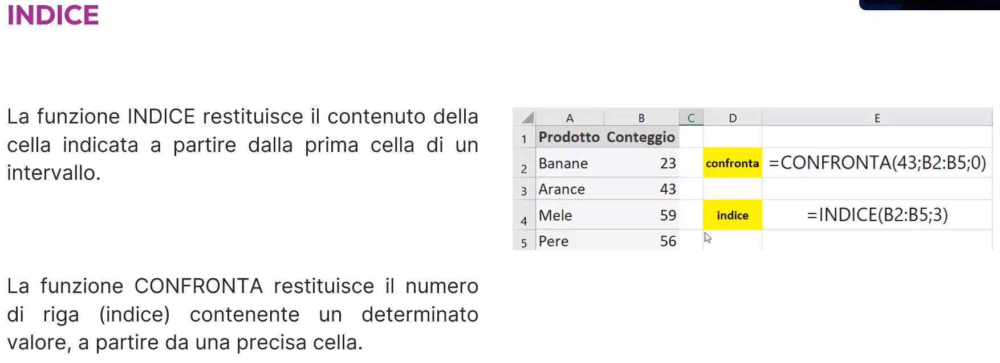 INDICE
La funzione INDICE restituisce il contenuto della
cella indicata a partire dalla prima cella di un
intervallo.
La funzione CONFRONTA restituisce il numero
di riga (indice) contenente un determinato
valore, a partire da una precisa cella.
A B C D E
1 Prodotto Conteggio
2 Banane 23 confronta =CONFRONTA(43;B2:B5;0)
3 Arance 43
4 Mele 59 indice =INDICE(B2:B5;3)
5 Pere 56